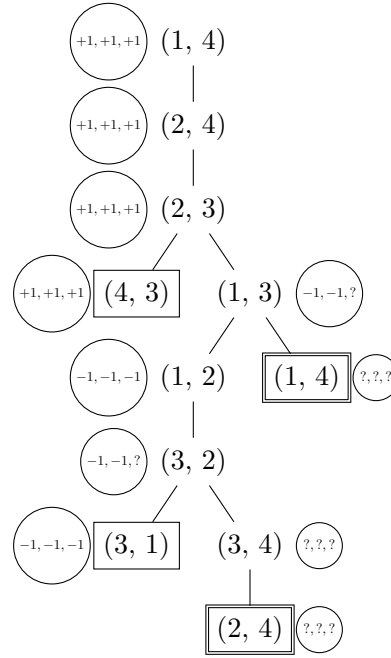 +1, +1, +1 (1, 4)
+1, +1, +1 (2, 4)
+1, +1, +1 (2, 3)
+1, +1, +1 (4, 3) (1, 3) −1, −1, ?
−1, −1, −1 (1, 2) (1, 4) ?, ?, ?
−1, −1, ? (3, 2)
−1, −1, −1 (3, 1) (3, 4) ?, ?, ?
(2, 4) ?, ?, ?